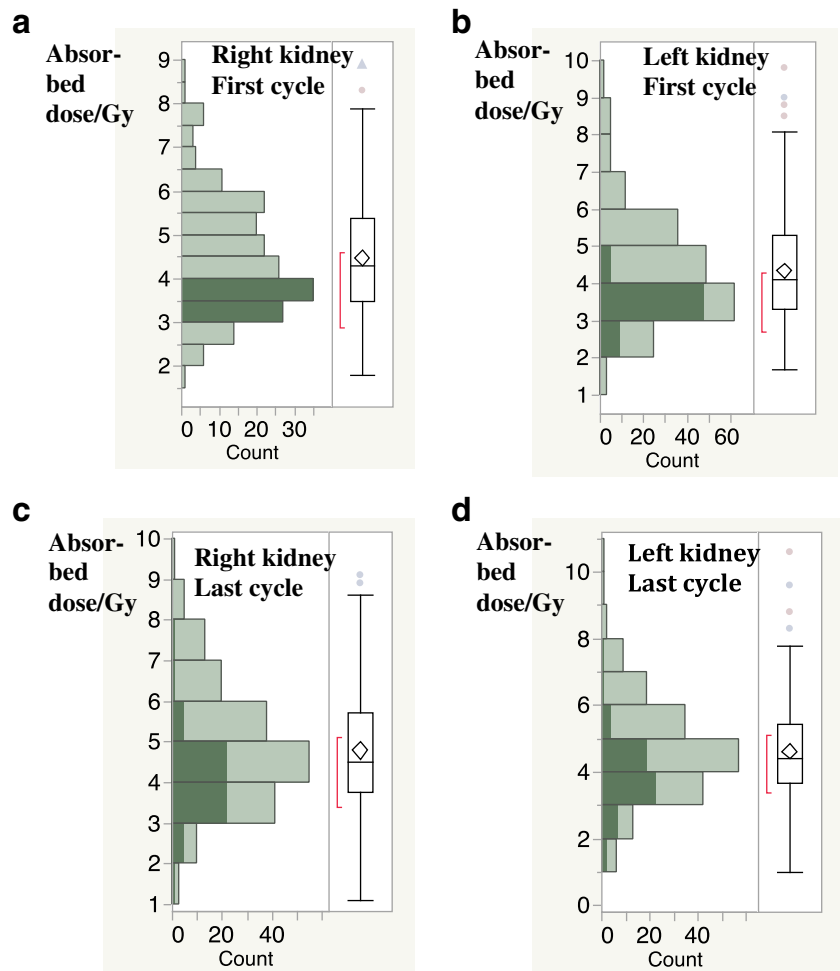 a
Absor-
bed
dose/Gy
Right kidney
First cycle
9
8
7
6
5
4
3
2
0 10 20 30
Count
b
Absor-
bed
dose/Gy
Left kidney
First cycle
10
9
8
7
6
5
4
3
2
1
0 20 40 60
Count
c
Absor-
bed
dose/Gy
Right kidney
Last cycle
10
9
8
7
6
5
4
3
2
1
0 20 40
Count
d
Absor-
bed
dose/Gy
Left kidney
Last cycle
10
8
6
4
2
0
0 20 40
Count